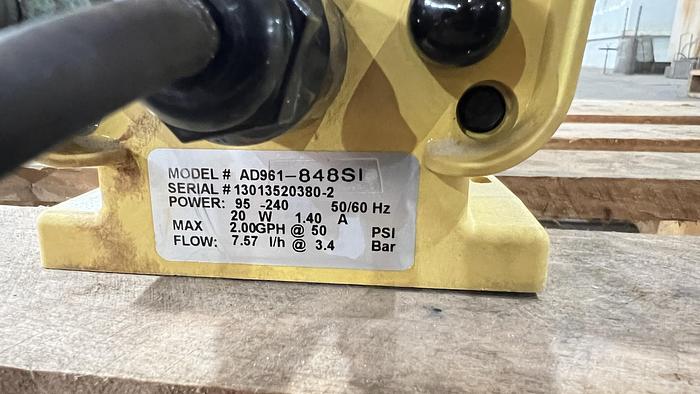 MODEL # AD961-848SI
SERIAL #13013520380-2
POWER: 95 -240 50/60 Hz
20 W 1.40 A
MAX 2.00GPH @ 50 PSI
FLOW: 7.57 l/h @ 3.4 Bar